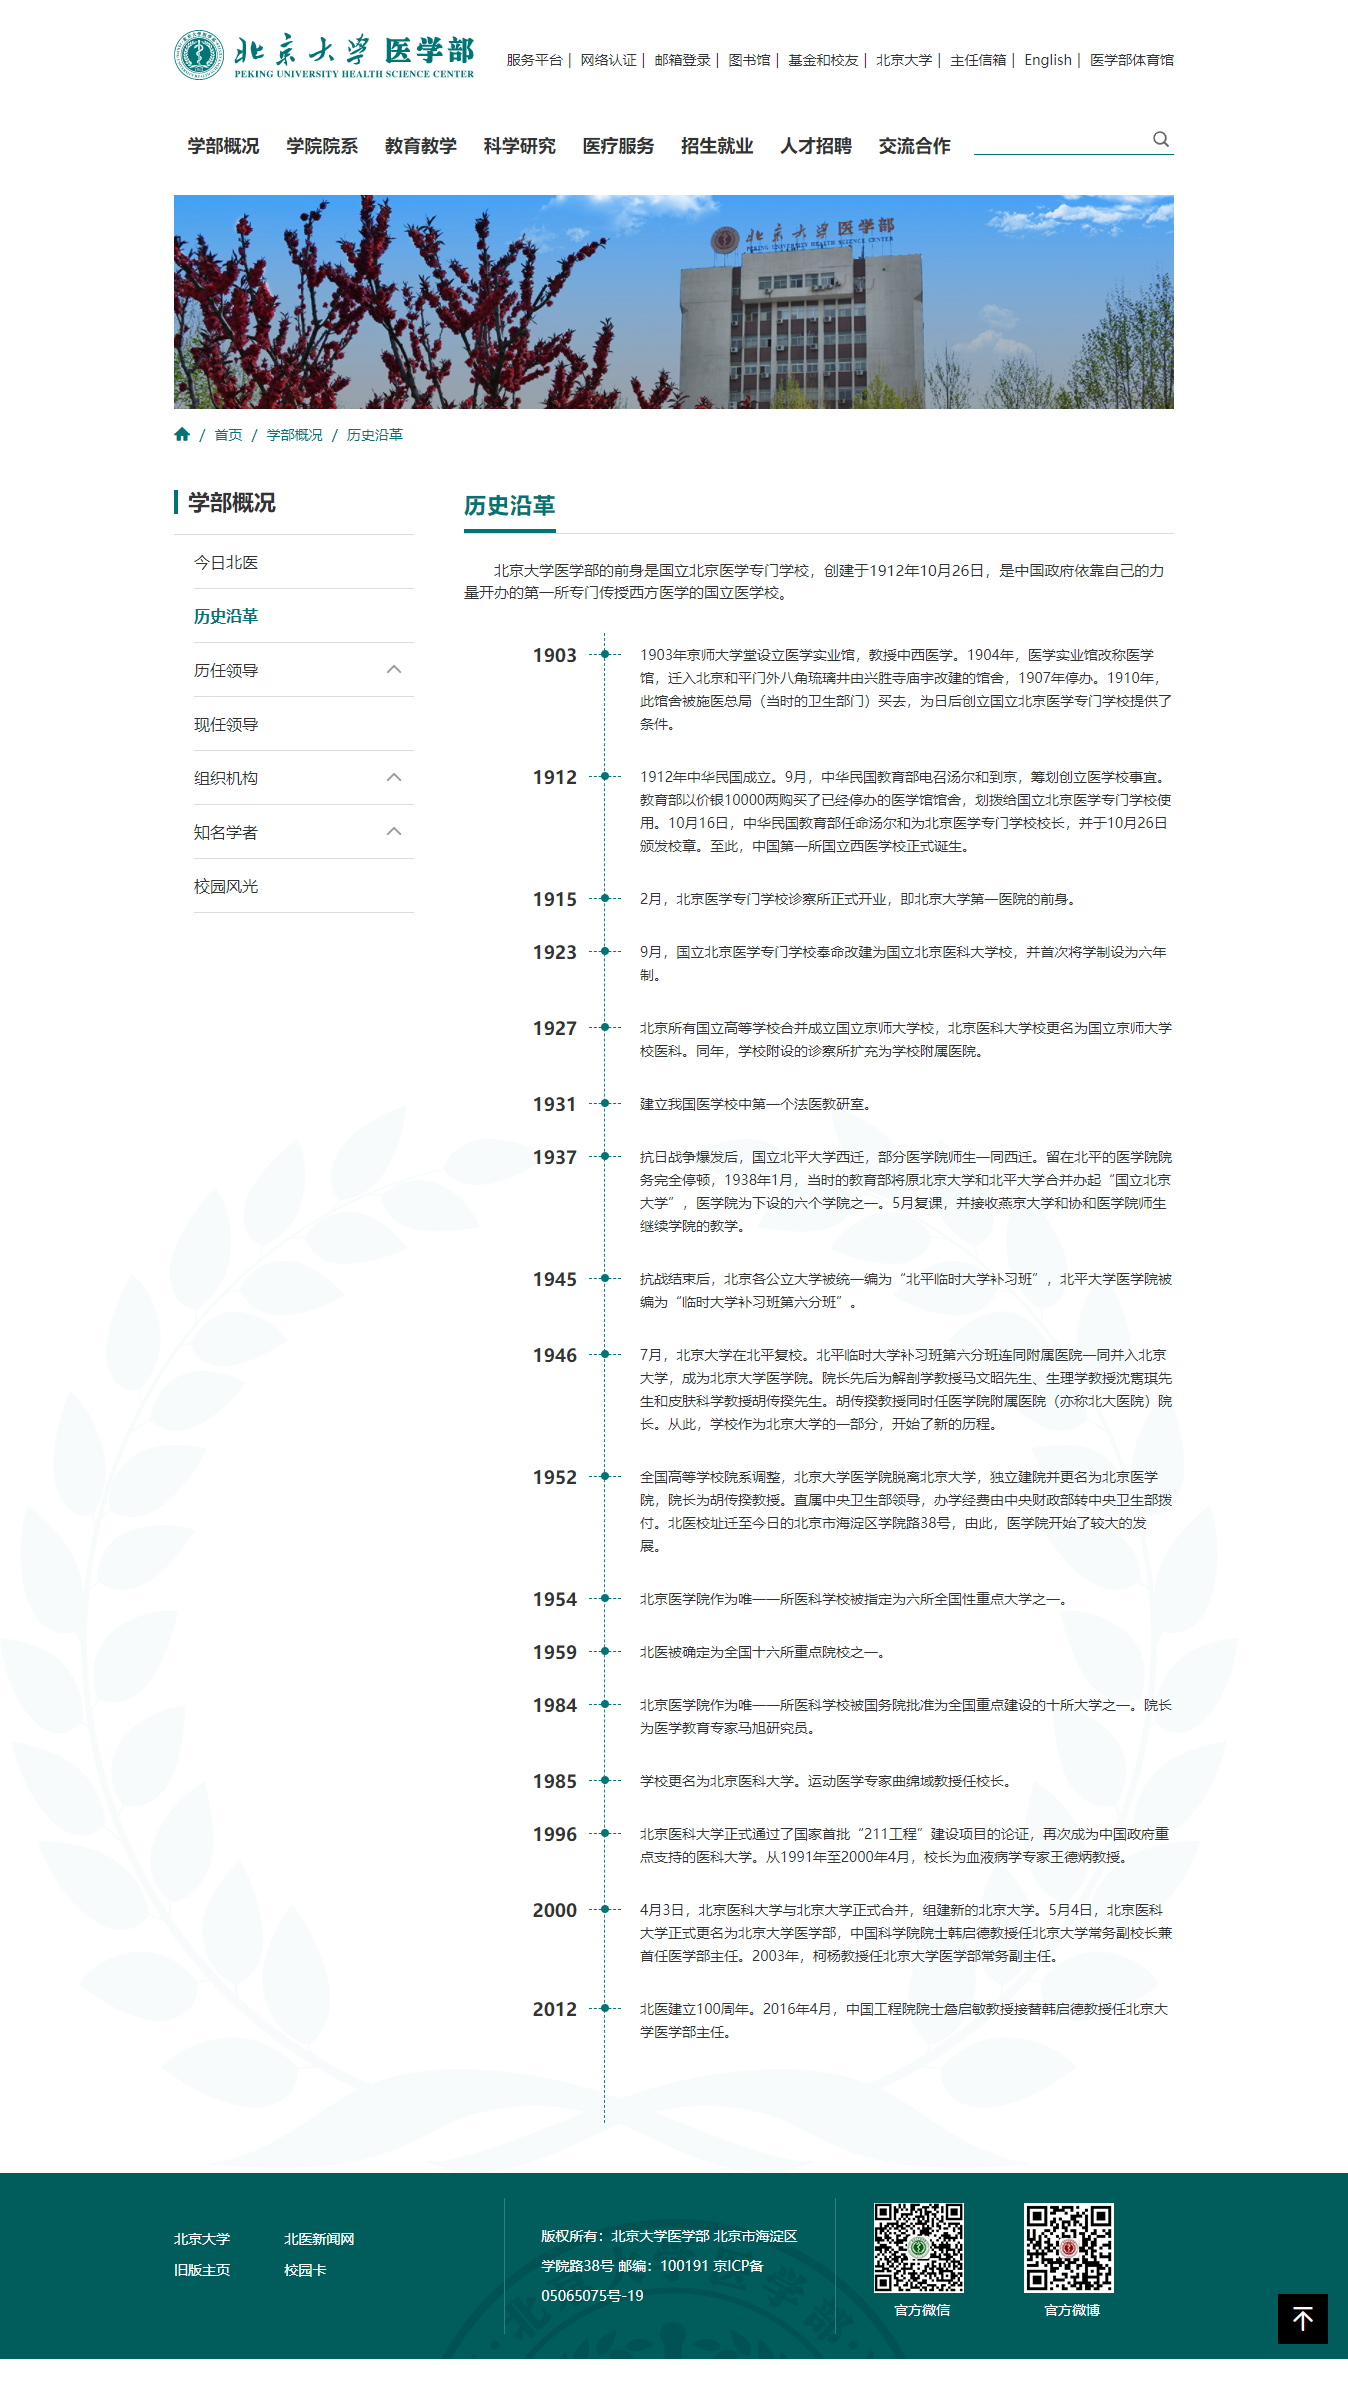 北京大学医学部
PEKING UNIVERSITY HEALTH SCIENCE CENTER
服务平台 | 网络认证 | 邮箱登录 | 图书馆 | 基金和校友 | 北京大学 | 主任信箱 | English | 医学部体育馆
学部概况 学院院系 教育教学 科学研究 医疗服务 招生就业 人才招聘 交流合作
北京大学医学部
PEKING UNIVERSITY HEALTH SCIENCE CENTER
/ 首页 / 学部概况 / 历史沿革
学部概况
今日北医
历史沿革
历任领导
现任领导
组织机构
知名学者
校园风光
历史沿革
北京大学医学部的前身是国立北京医学专门学校，创建于1912年10月26日，是中国政府依靠自己的力
量开办的第一所专门传授西方医学的国立医学校。
1903
1903年京师大学堂设立医学实业馆，教授中西医学。1904年，医学实业馆改称医学
馆，迁入北京和平门外八角琉璃井由兴胜寺庙宇改建的馆舍，1907年停办。1910年，
此馆舍被施医总局（当时的卫生部门）买去，为日后创立国立北京医学专门学校提供了
条件。
1912
1912年中华民国成立。9月，中华民国教育部电召汤尔和到京，筹划创立医学校事宜。
教育部以价银10000两购买了已经停办的医学馆馆舍，划拨给国立北京医学专门学校使
用。10月16日，中华民国教育部任命汤尔和为北京医学专门学校校长，并于10月26日
颁发校章。至此，中国第一所国立西医学校正式诞生。
1915
2月，北京医学专门学校诊察所正式开业，即北京大学第一医院的前身。
1923
9月，国立北京医学专门学校奉命改建为国立北京医科大学校，并首次将学制设为六年
制。
1927
北京所有国立高等学校合并成立国立京师大学校，北京医科大学校更名为国立京师大学
校医科。同年，学校附设的诊察所扩充为学校附属医院。
1931
建立我国医学校中第一个法医教研室。
1937
抗日战争爆发后，国立北平大学西迁，部分医学院师生一同西迁。留在北平的医学院院
务完全停顿，1938年1月，当时的教育部将原北京大学和北平大学合并办起“国立北京
大学”，医学院为下设的六个学院之一。5月复课，并接收燕京大学和协和医学院师生
继续学院的教学。
1945
抗战结束后，北京各公立大学被统一编为“北平临时大学补习班”，北平大学医学院被
编为“临时大学补习班第六分班”。
1946
7月，北京大学在北平复校。北平临时大学补习班第六分班连同附属医院一同并入北京
大学，成为北京大学医学院。院长先后为解剖学教授马文昭先生、生理学教授沈寯琪先
生和皮肤科学教授胡传揆先生。胡传揆教授同时任医学院附属医院（亦称北大医院）院
长。从此，学校作为北京大学的一部分，开始了新的历程。
1952
全国高等学校院系调整，北京大学医学院脱离北京大学，独立建院并更名为北京医学
院，院长为胡传揆教授。直属中央卫生部领导，办学经费由中央财政部转中央卫生部拨
付。北医校址迁至今日的北京市海淀区学院路38号，由此，医学院开始了较大的发
展。
1954
北京医学院作为唯一一所医科学校被指定为六所全国性重点大学之一。
1959
北医被确定为全国十六所重点院校之一。
1984
北京医学院作为唯一一所医科学校被国务院批准为全国重点建设的十所大学之一。院长
为医学教育专家马旭研究员。
1985
学校更名为北京医科大学。运动医学专家曲绵域教授任校长。
1996
北京医科大学正式通过了国家首批“211工程”建设项目的论证，再次成为中国政府重
点支持的医科大学。从1991年至2000年4月，校长为血液病学专家王德炳教授。
2000
4月3日，北京医科大学与北京大学正式合并，组建新的北京大学。5月4日，北京医科
大学正式更名为北京大学医学部，中国科学院院士韩启德教授任北京大学常务副校长兼
首任医学部主任。2003年，柯杨教授任北京大学医学部常务副主任。
2012
北医建立100周年。2016年4月，中国工程院院士詹启敏教授接替韩启德教授任北京大
学医学部主任。
北京大学 北医新闻网
旧版主页 校园卡
版权所有：北京大学医学部 北京市海淀区
学院路38号 邮编：100191 京ICP备
05065075号-19
官方微信 官方微博